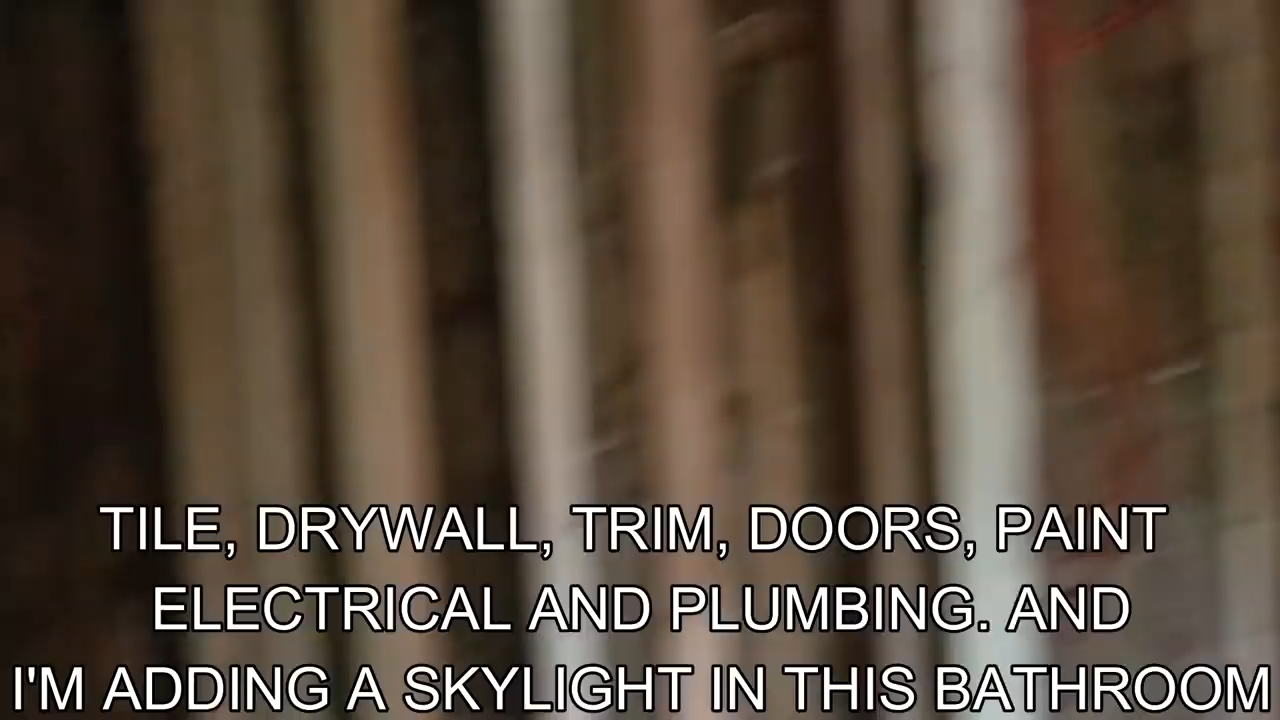 TILE, DRYWALL, TRIM, DOORS, PAINT
ELECTRICAL AND PLUMBING. AND
I'M ADDING A SKYLIGHT IN THIS BATHROOM